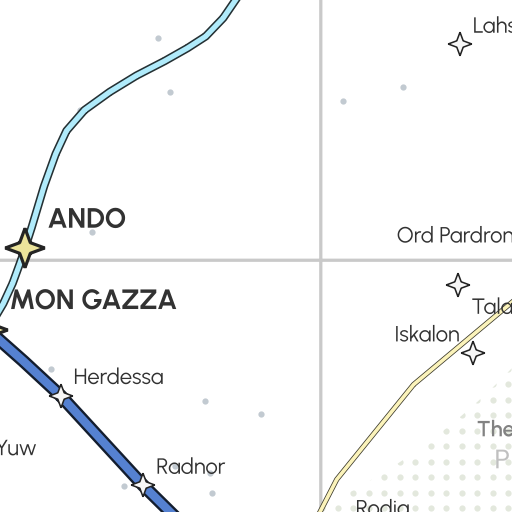 Lahs
ANDO
Ord Pardron
MON GAZZA
Tala
Iskalon
Herdessa
The
P
Yuw
Radnor
Rodia